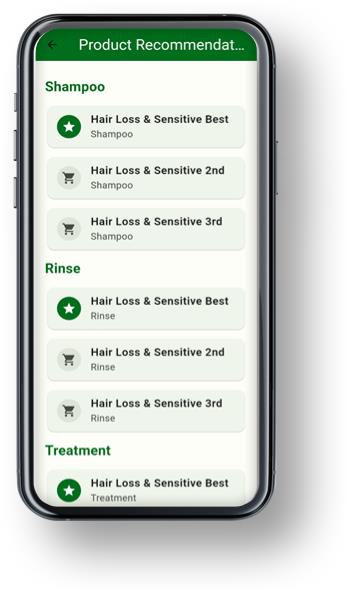 Product Recommendat...
Shampoo
Hair Loss & Sensitive Best
Shampoo
Hair Loss & Sensitive 2nd
Shampoo
Hair Loss & Sensitive 3rd
Shampoo
Rinse
Hair Loss & Sensitive Best
Rinse
Hair Loss & Sensitive 2nd
Rinse
Hair Loss & Sensitive 3rd
Rinse
Treatment
Hair Loss & Sensitive Best
Treatment